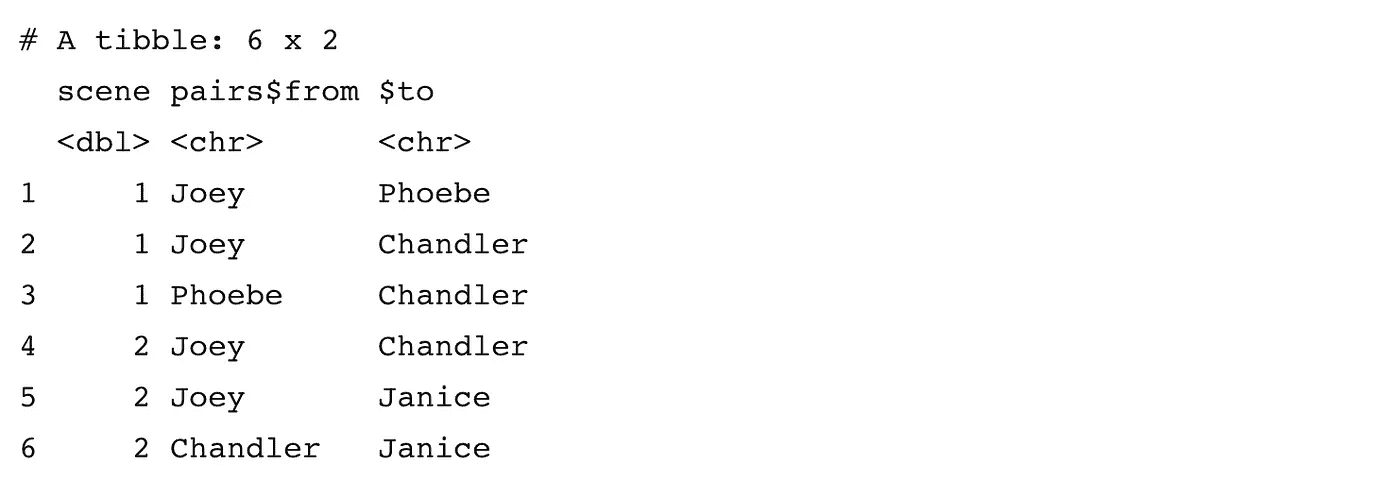 # A tibble: 6 x 2
  scene pairs$from $to
  <dbl> <chr>      <chr>
1     1 Joey       Phoebe
2     1 Joey       Chandler
3     1 Phoebe     Chandler
4     2 Joey       Chandler
5     2 Joey       Janice
6     2 Chandler   Janice